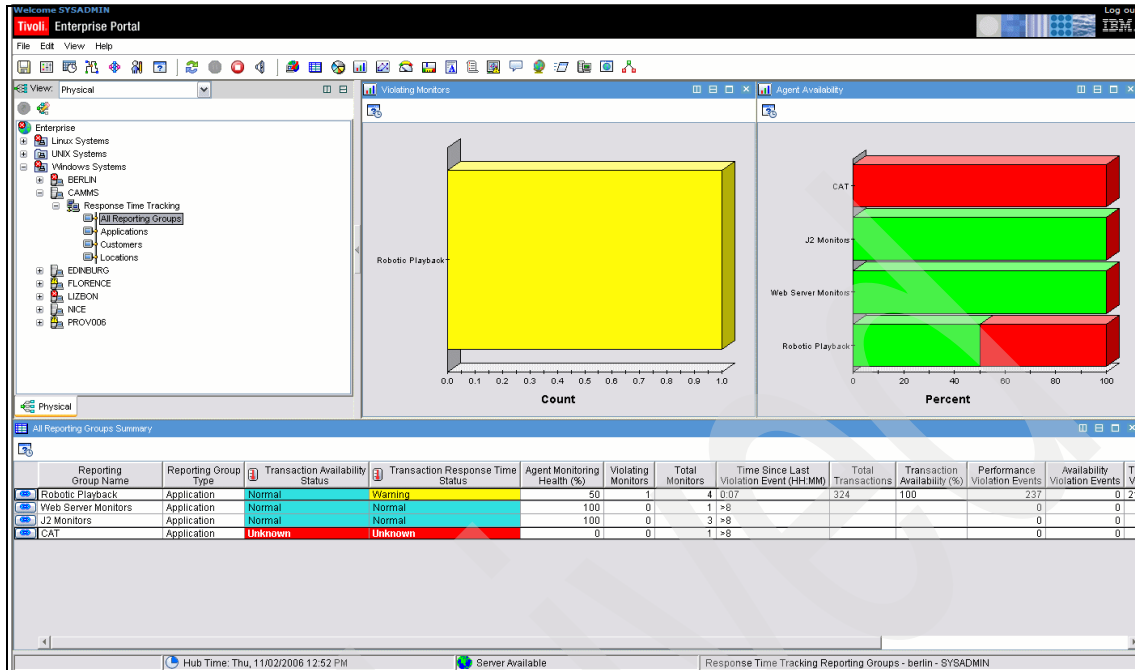 Welcome SYSADMIN
Log ou
Tivoli. Enterprise Portal
IBM.
File Edit View Help
View: Physical
Enterprise
Linux Systems
UNIX Systems
Windows Systems
BERLIN
CAMMS
Response Time Tracking
All Reporting Groups
Applications
Customers
Locations
EDINBURG
FLORENCE
LIZBON
NICE
PROV006
Physical
Violating Monitors
Robotic Playback
0.0 0.1 0.2 0.3 0.4 0.5 0.6 0.7 0.8 0.9 1.0
Count
Agent Availability
CAT
J2 Monitors
Web Server Monitors
Robotic Playback
0 20 40 60 80 100
Percent
All Reporting Groups Summary
Reporting Group Name Reporting Group Type Transaction Availability Status Transaction Response Time Status Agent Monitoring Health (%) Violating Monitors Total Monitors Time Since Last Violation Event (HH:MM) Total Transactions Transaction Availability (%) Performance Violation Events Availability Violation Events T V
Robotic Playback Application Normal Warning 50 1 4 0:07 324 100 237 0 2
Web Server Monitors Application Normal Normal 100 0 1 >8 0 0
J2 Monitors Application Normal Normal 100 0 3 >8 0 0
CAT Application Unknown Unknown 0 0 1 >8 0 0
Hub Time: Thu, 11/02/2006 12:52 PM
Server Available
Response Time Tracking Reporting Groups - berlin - SYSADMIN